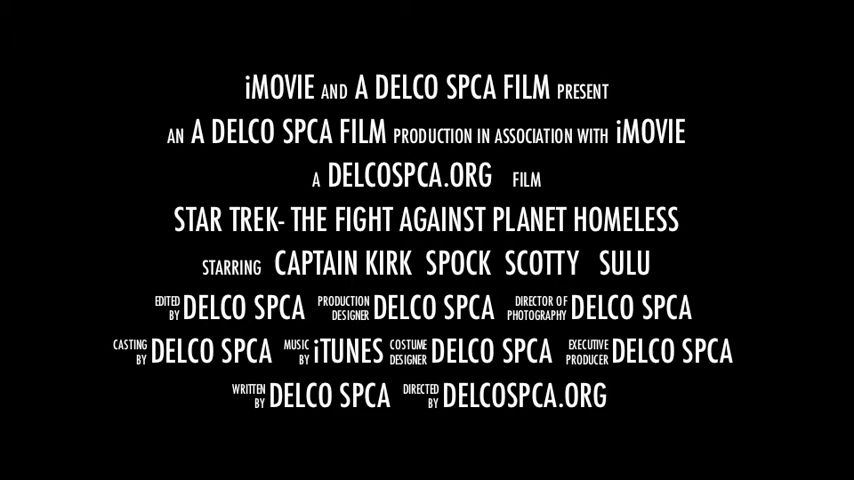 iMOVIE AND A DELCO SPCA FILM PRESENT
AN A DELCO SPCA FILM PRODUCTION IN ASSOCIATION WITH iMOVIE
A DELCOSPCA.ORG FILM
STAR TREK- THE FIGHT AGAINST PLANET HOMELESS
STARRING CAPTAIN KIRK SPOCK SCOTTY SULU
EDITED BY DELCO SPCA PRODUCTION DESIGNER DELCO SPCA DIRECTOR OF PHOTOGRAPHY DELCO SPCA
CASTING BY DELCO SPCA MUSIC BY iTUNES COSTUME DESIGNER DELCO SPCA EXECUTIVE PRODUCER DELCO SPCA
WRITTEN BY DELCO SPCA DIRECTED BY DELCOSPCA.ORG